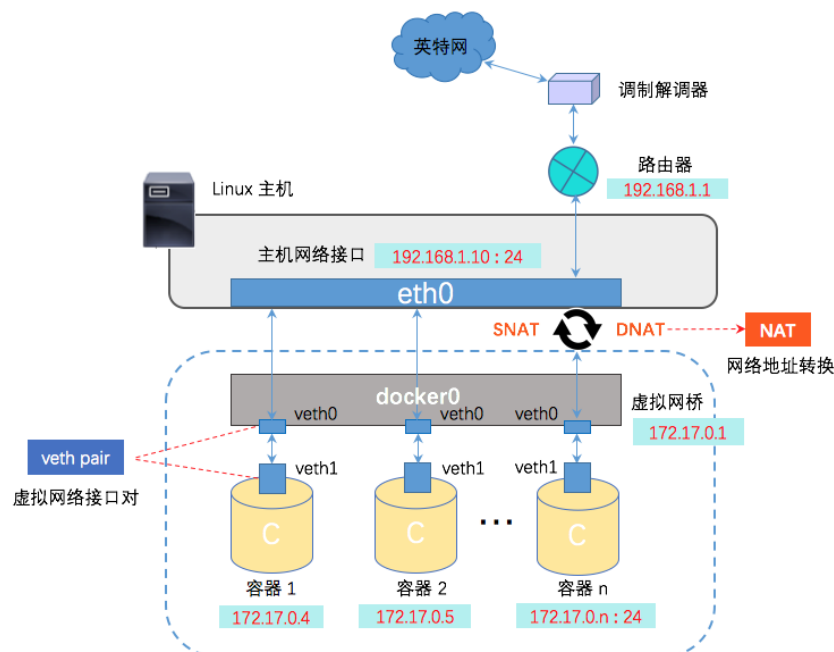 英特网
调制解调器
路由器
192.168.1.1
Linux 主机
主机网络接口
192.168.1.10 : 24
eth0
SNAT
DNAT
NAT
网络地址转换
docker0
虚拟网桥
172.17.0.1
veth0
veth0
veth0
veth pair
虚拟网络接口对
veth1
veth1
veth1
C
C
...
C
容器 1
172.17.0.4
容器 2
172.17.0.5
容器 n
172.17.0.n : 24